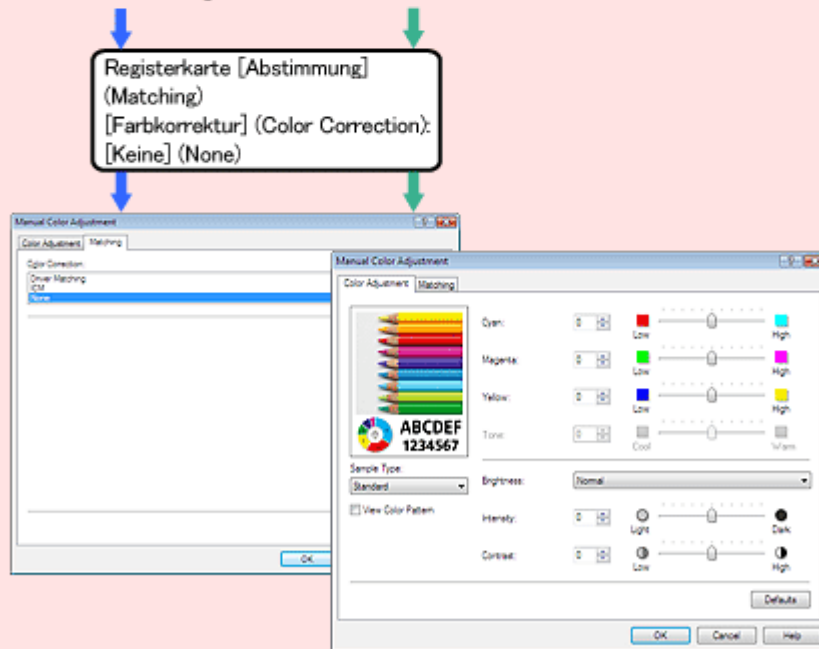 Registerkarte [Abstimmung]
(Matching)
[Farbkorrektur] (Color Correction):
[Keine] (None)
Manual Color Adjustment
Color Adjustment Matching
Color Correction:
Driver Matching
ICM
None
OK
Manual Color Adjustment
Color Adjustment Matching
Cyan: 0 Low High
Magenta: 0 Low High
Yellow: 0 Low High
Tone: 0 Cool Warm
ABCDEF
1234567
Sample Type:
Standard
View Color Pattern
Brightness: Normal
Intensity: 0 Light Dark
Contrast: 0 Low High
Defaults
OK Cancel Help